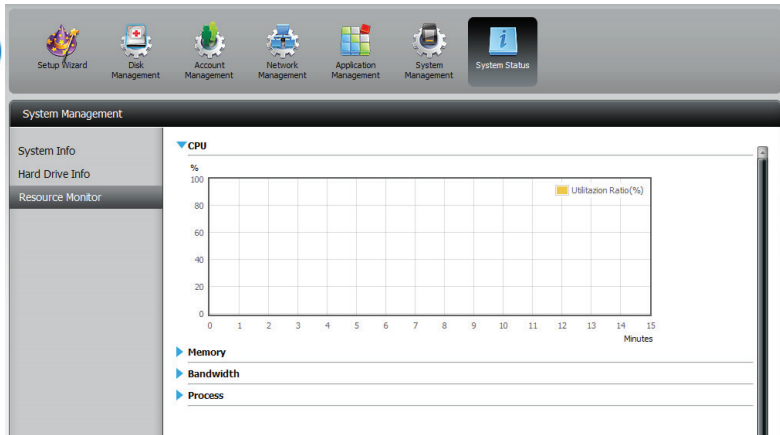 Setup Wizard
Disk Management
Account Management
Network Management
Application Management
System Management
System Status
System Management
System Info
Hard Drive Info
Resource Monitor
CPU
%
100
80
60
40
20
0
Utilitazion Ratio(%)
0 1 2 3 4 5 6 7 8 9 10 11 12 13 14 15
Minutes
Memory
Bandwidth
Process